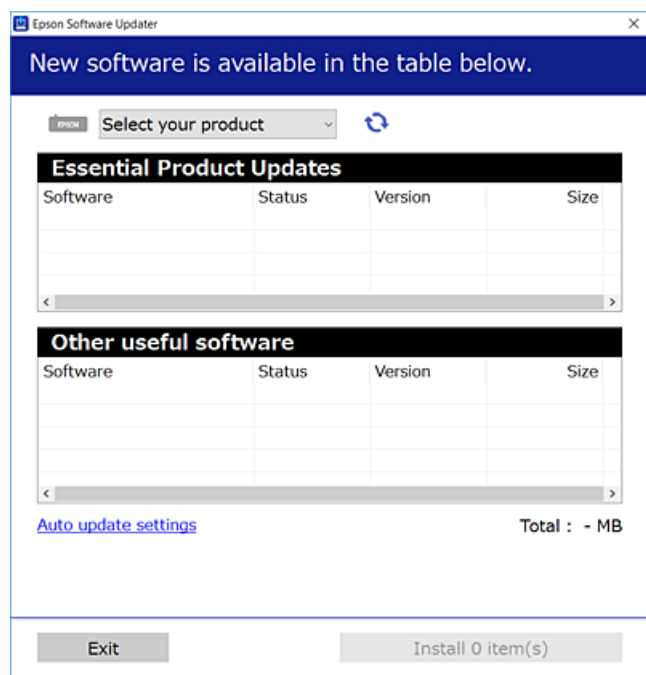 Epson Software Updater
New software is available in the table below.
EPSON Select your product
Essential Product Updates
Software Status Version Size
Other useful software
Software Status Version Size
Auto update settings Total : - MB
Exit Install 0 item(s)